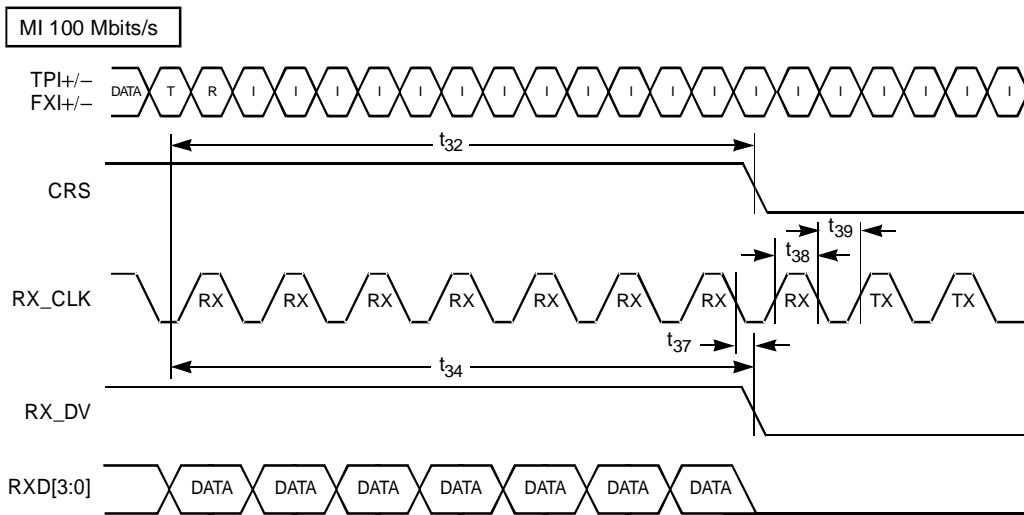 MI 100 Mbits/s
TPI+/–
FXI+/–
DATA T R I I I I I I I I I I I I I I I I I I I
t32
CRS
t39
t38
RX_CLK
RX RX RX RX RX RX RX RX TX TX
t37
t34
RX_DV
RXD[3:0]
DATA DATA DATA DATA DATA DATA DATA